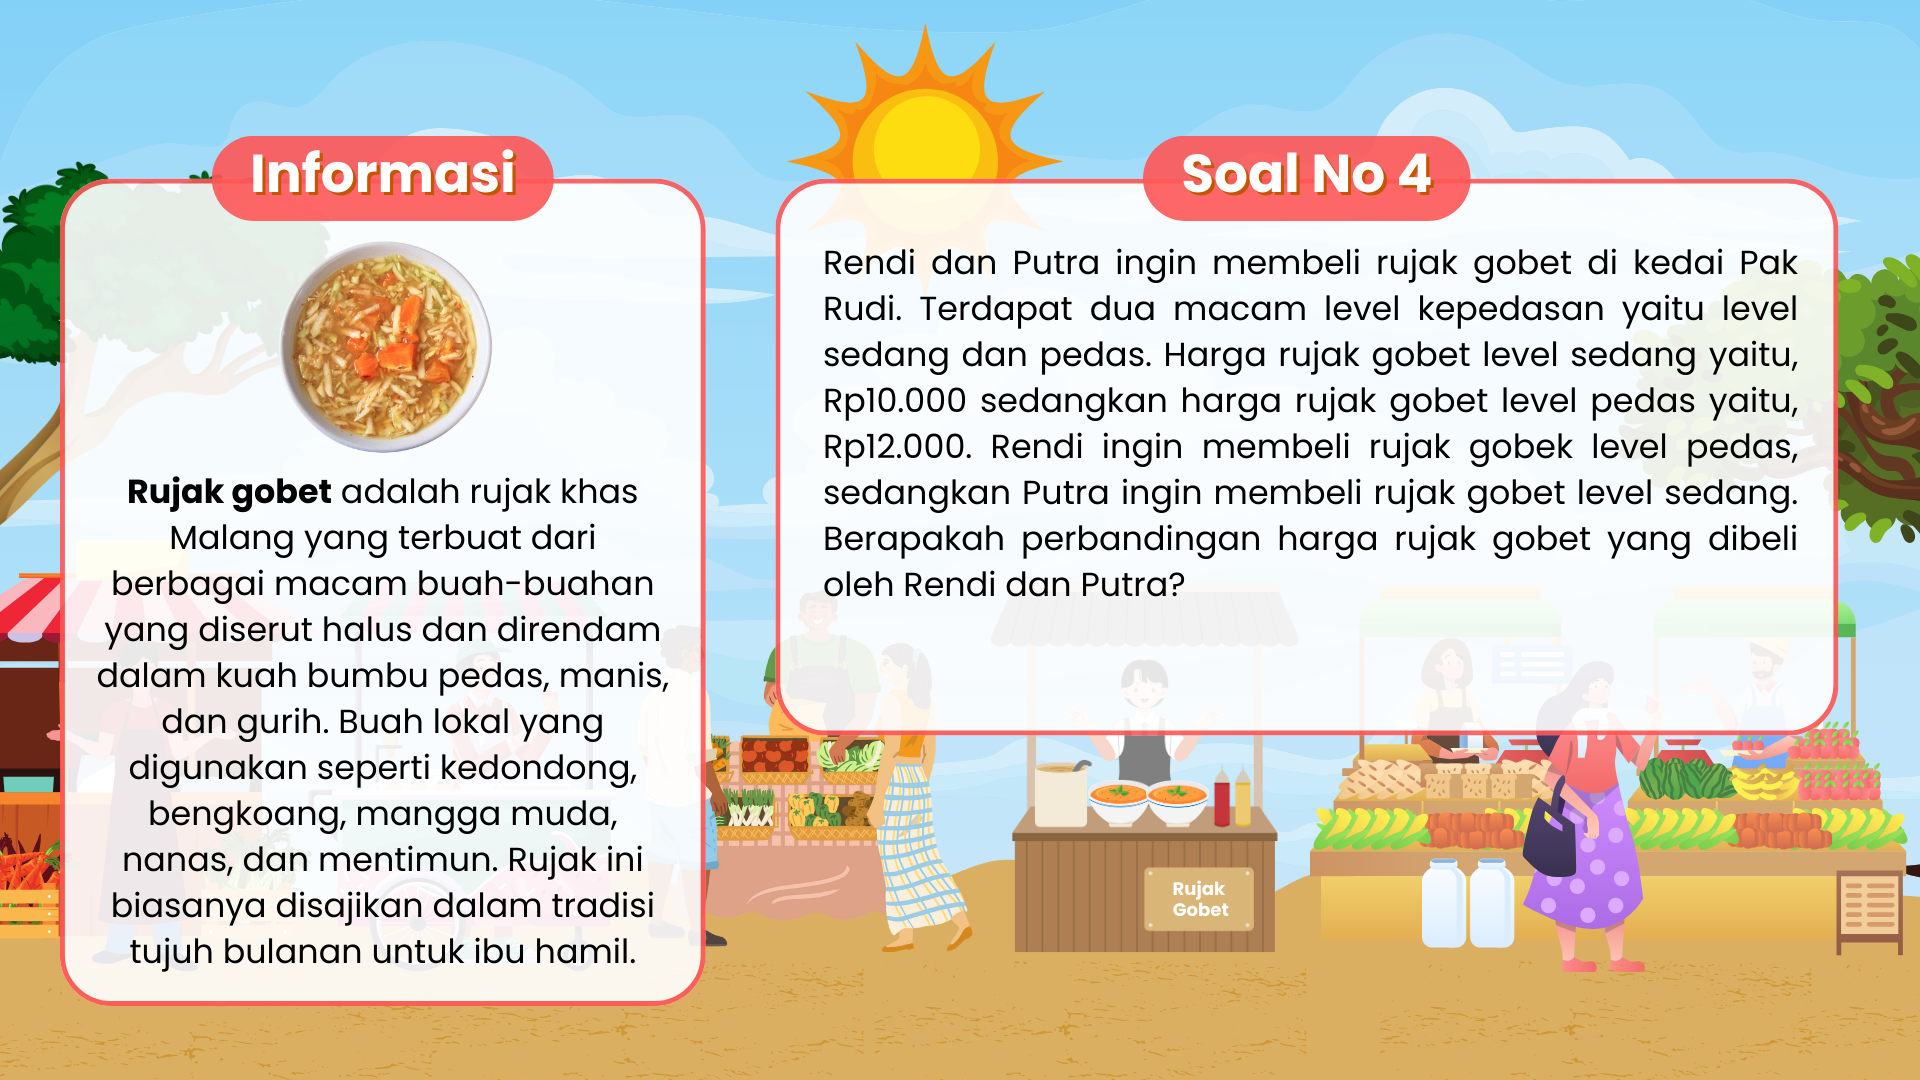 Informasi
Rujak gobet adalah rujak khas
Malang yang terbuat dari
berbagai macam buah-buahan
yang diserut halus dan direndam
dalam kuah bumbu pedas, manis,
dan gurih. Buah lokal yang
digunakan seperti kedondong,
bengkoang, mangga muda,
nanas, dan mentimun. Rujak ini
biasanya disajikan dalam tradisi
tujuh bulanan untuk ibu hamil.
Soal No 4
Rendi dan Putra ingin membeli rujak gobet di kedai Pak
Rudi. Terdapat dua macam level kepedasan yaitu level
sedang dan pedas. Harga rujak gobet level sedang yaitu,
Rp10.000 sedangkan harga rujak gobet level pedas yaitu,
Rp12.000. Rendi ingin membeli rujak gobek level pedas,
sedangkan Putra ingin membeli rujak gobet level sedang.
Berapakah perbandingan harga rujak gobet yang dibeli
oleh Rendi dan Putra?
Rujak
Gobet